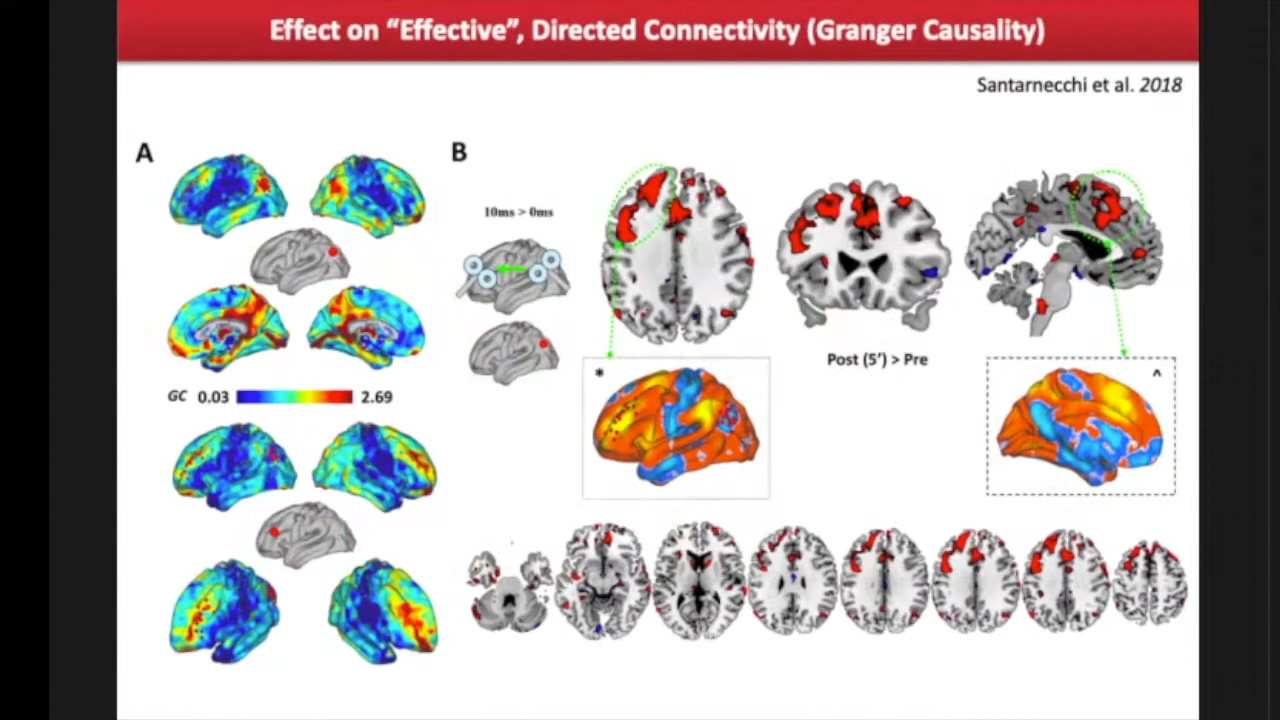 Effect on “Effective”, Directed Connectivity (Granger Causality)
Santarnecchi et al. 2018
A
B
10ms > 0ms
Post (5’) > Pre
GC 0.03 2.69
*
^